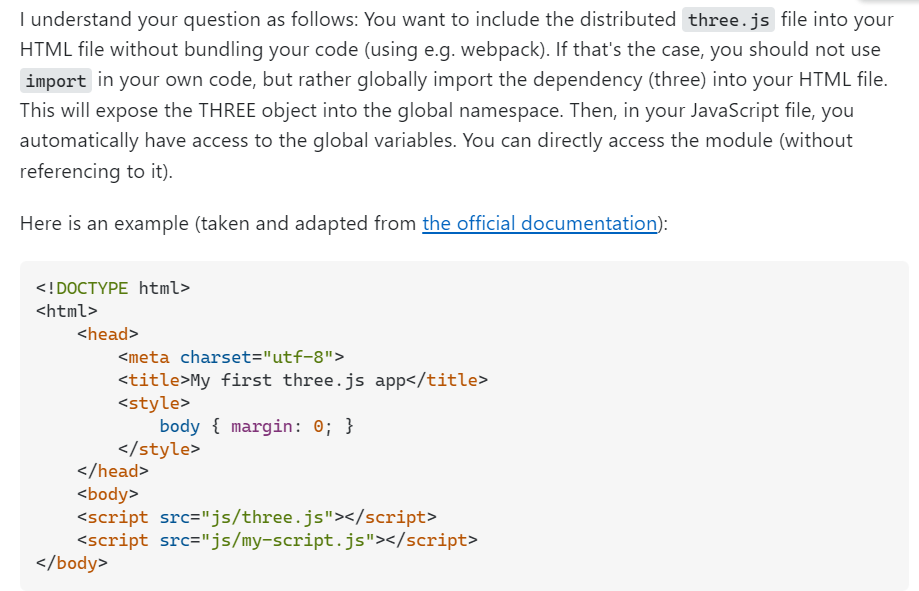 I understand your question as follows: You want to include the distributed three.js file into your
HTML file without bundling your code (using e.g. webpack). If that's the case, you should not use
import in your own code, but rather globally import the dependency (three) into your HTML file.
This will expose the THREE object into the global namespace. Then, in your JavaScript file, you
automatically have access to the global variables. You can directly access the module (without
referencing to it).
Here is an example (taken and adapted from the official documentation):
<!DOCTYPE html>
<html>
    <head>
        <meta charset="utf-8">
        <title>My first three.js app</title>
        <style>
            body { margin: 0; }
        </style>
    </head>
    <body>
    <script src="js/three.js"></script>
    <script src="js/my-script.js"></script>
</body>